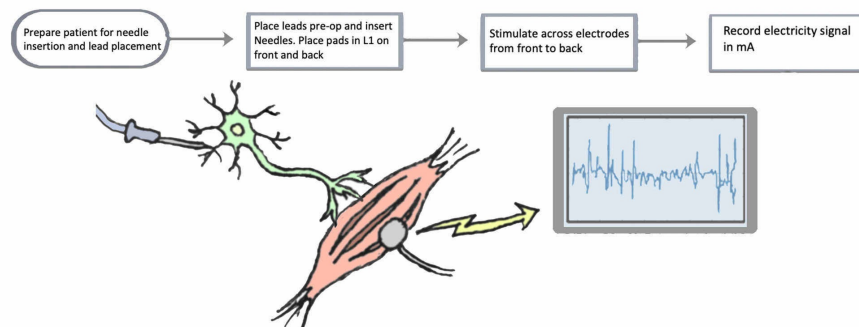 Prepare patient for needle
insertion and lead placement
Place leads pre-op and insert
Needles. Place pads in L1 on
front and back
Stimulate across electrodes
from front to back
Record electricity signal
in mA